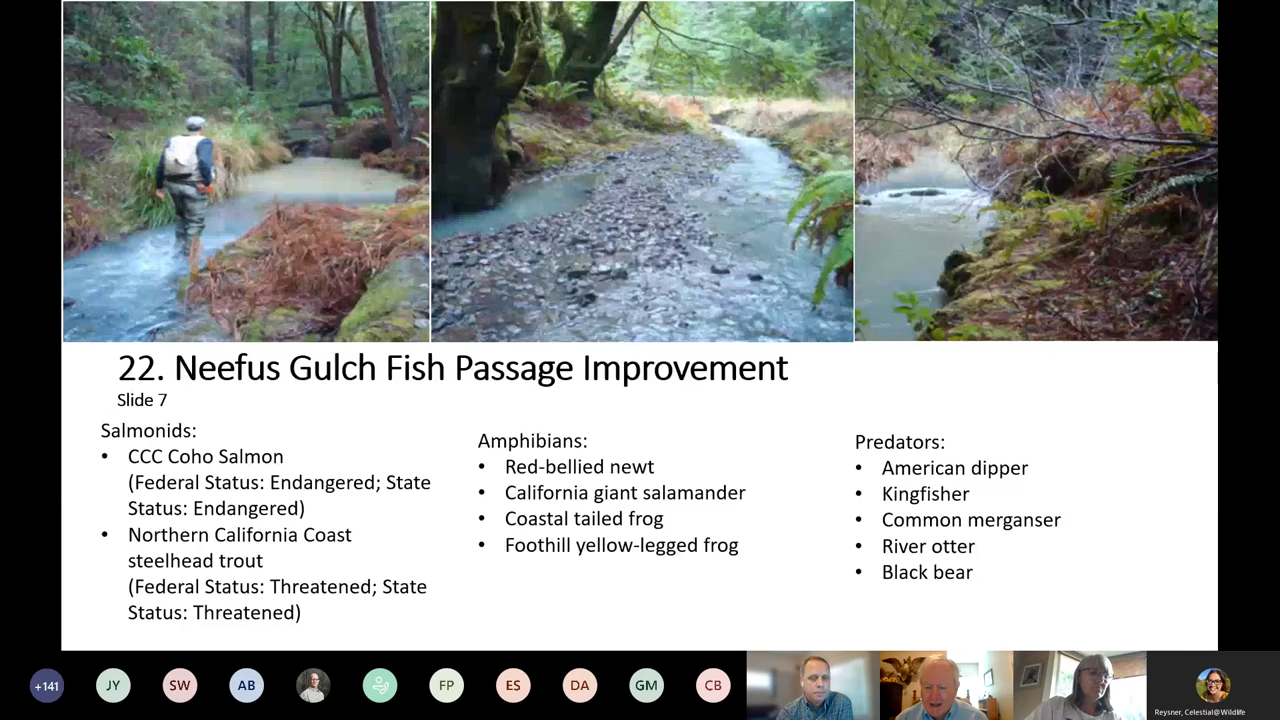 22. Neefus Gulch Fish Passage Improvement
Slide 7
Salmonids:
• CCC Coho Salmon
(Federal Status: Endangered; State
Status: Endangered)
• Northern California Coast
steelhead trout
(Federal Status: Threatened; State
Status: Threatened)
Amphibians:
• Red-bellied newt
• California giant salamander
• Coastal tailed frog
• Foothill yellow-legged frog
Predators:
• American dipper
• Kingfisher
• Common merganser
• River otter
• Black bear
+141
JY
SW
AB
FP
ES
DA
GM
CB
Reysner, Celestial@Wildlife